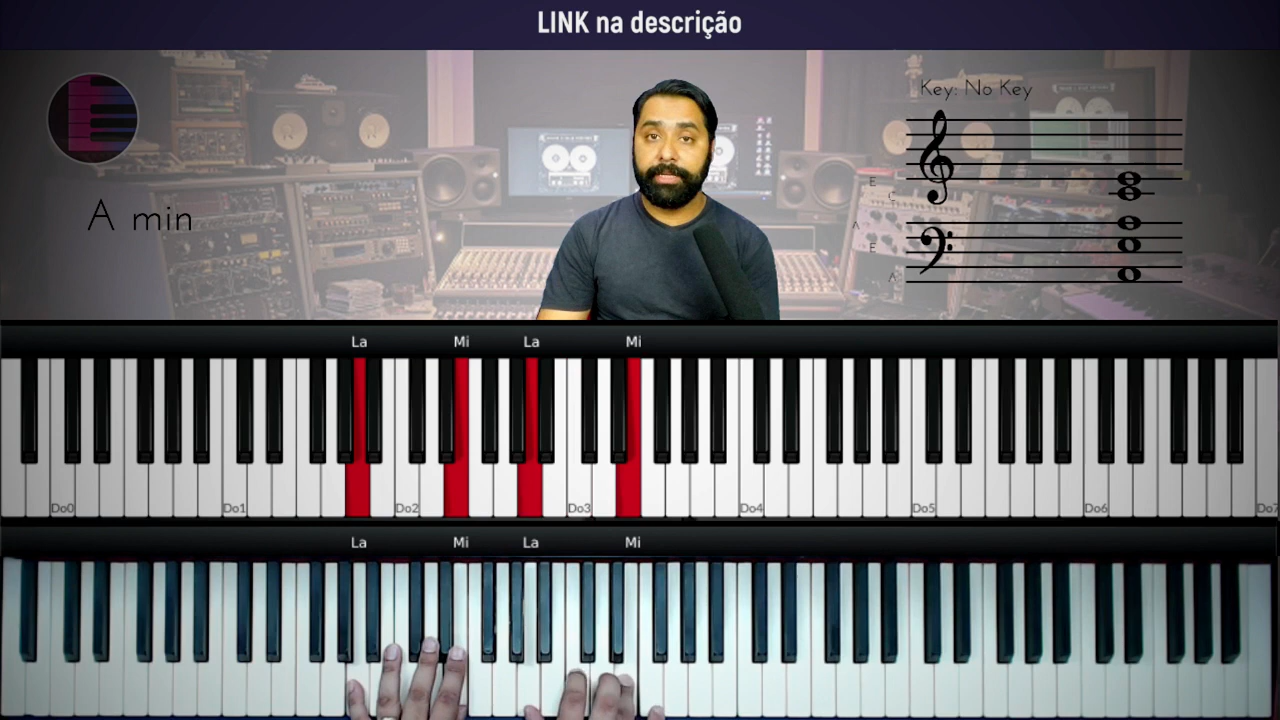 LINK na descrição
Key: No Key
A min
E
C
A
E
A
La Mi La Mi
Do0 Do1 Do2 Do3 Do4 Do5 Do6 Do7
La Mi La Mi